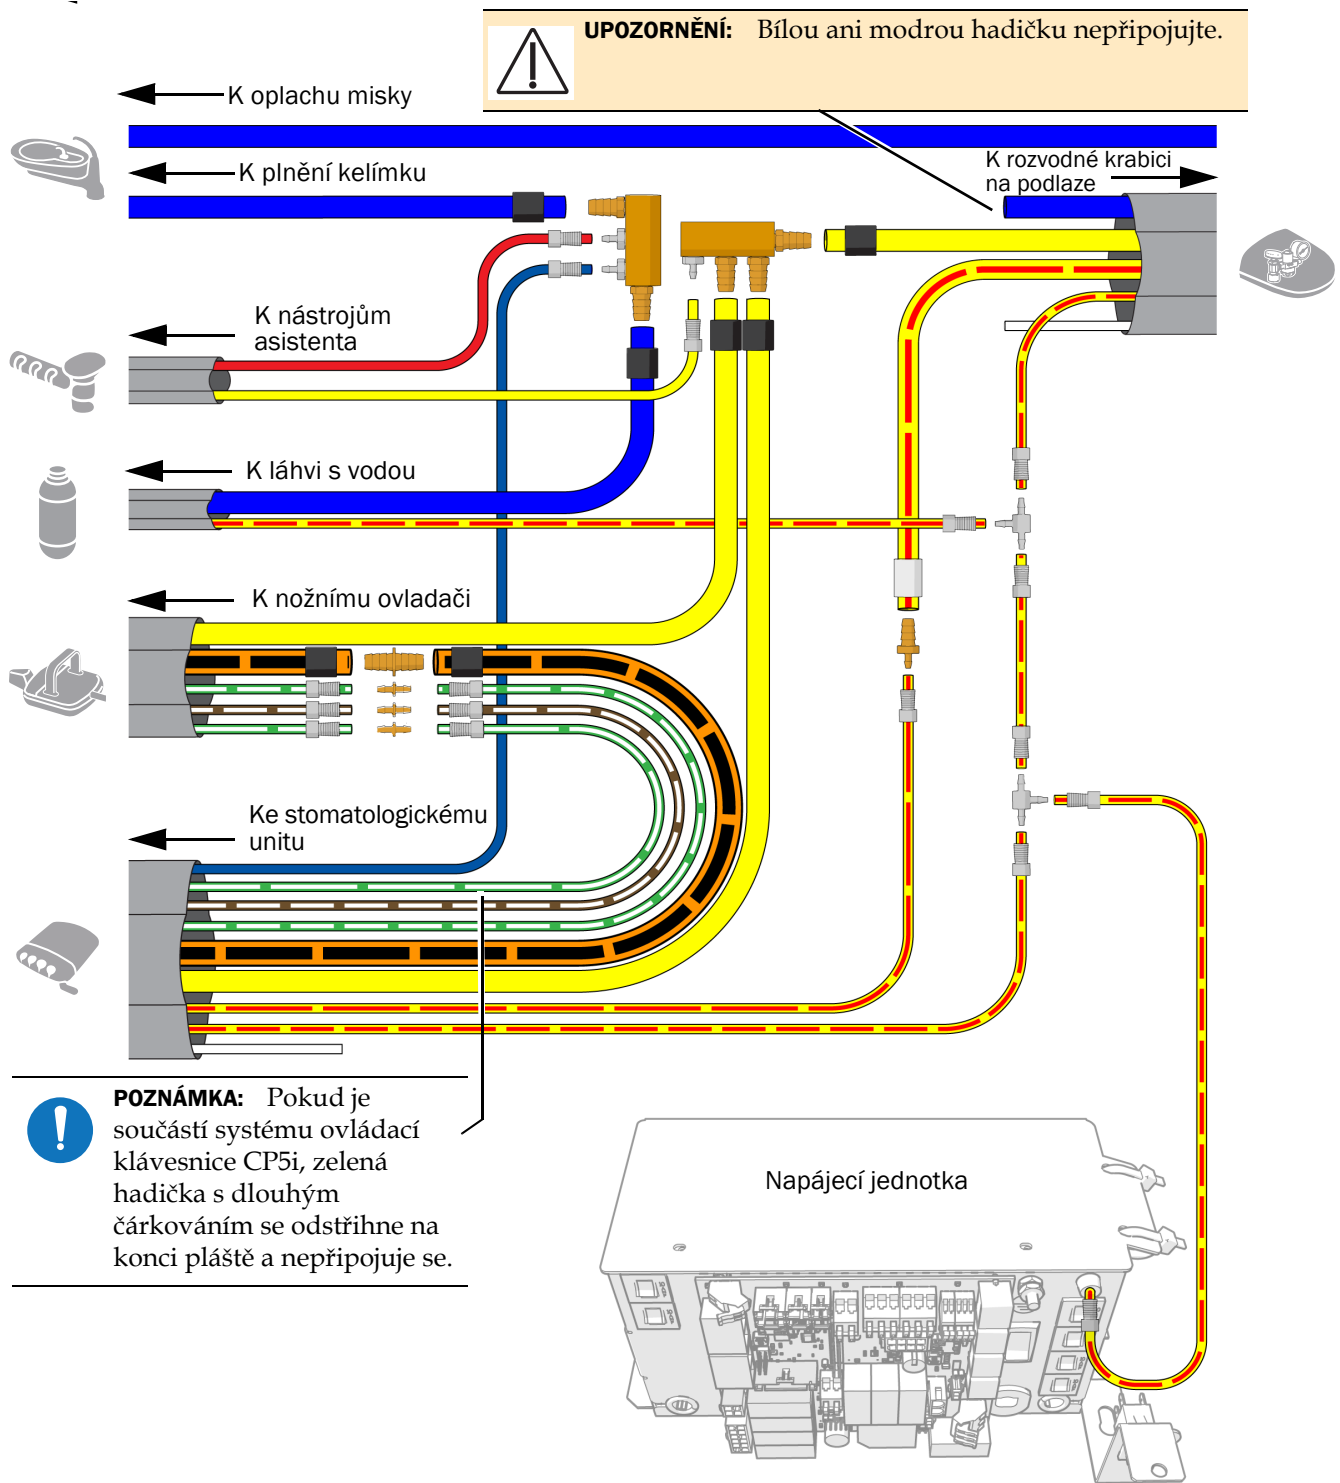 UPOZORNĚNÍ: Bílou ani modrou hadičku nepřipojujte.
K oplachu misky
K rozvodné krabici
na podlaze
K plnění kelímku
K nástrojům
asistenta
K láhvi s vodou
K nožnímu ovladači
Ke stomatologickému
unitu
POZNÁMKA: Pokud je
součástí systému ovládací
klávesnice CP5i, zelená
hadička s dlouhým
čárkováním se odstřihne na
konci pláště a nepřipojuje se.
Napájecí jednotka